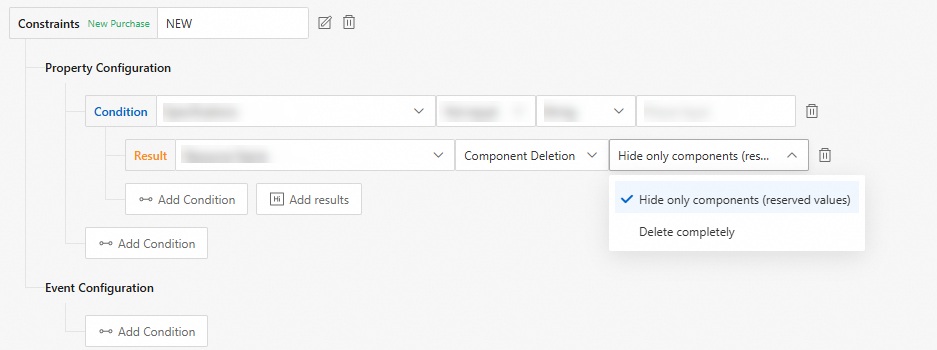 Constraints New Purchase NEW
Property Configuration
Condition
Result Component Deletion Hide only components (res...
Hide only components (reserved values)
Delete completely
Add Condition Hi Add results
Add Condition
Event Configuration
Add Condition